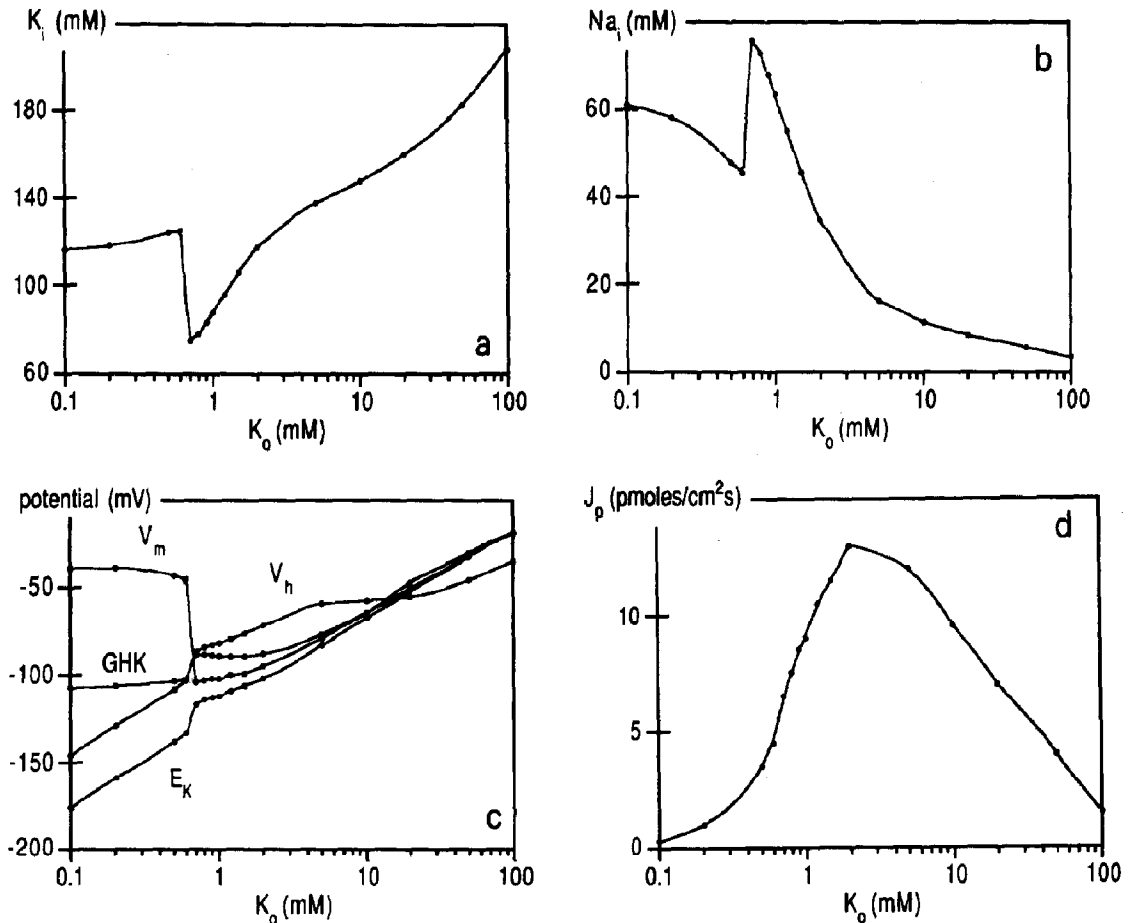 K_i (mM)
180
140
100
60
0.1 1 10 100
K_o (mM)
a
Na_i (mM)
60
40
20
0
0.1 1 10 100
K_o (mM)
b
potential (mV)
-50
-100
-150
-200
V_m
V_h
GHK
E_K
0.1 1 10 100
K_o (mM)
c
J_p (pmoles/cm²s)
10
5
0
0.1 1 10 100
K_o (mM)
d